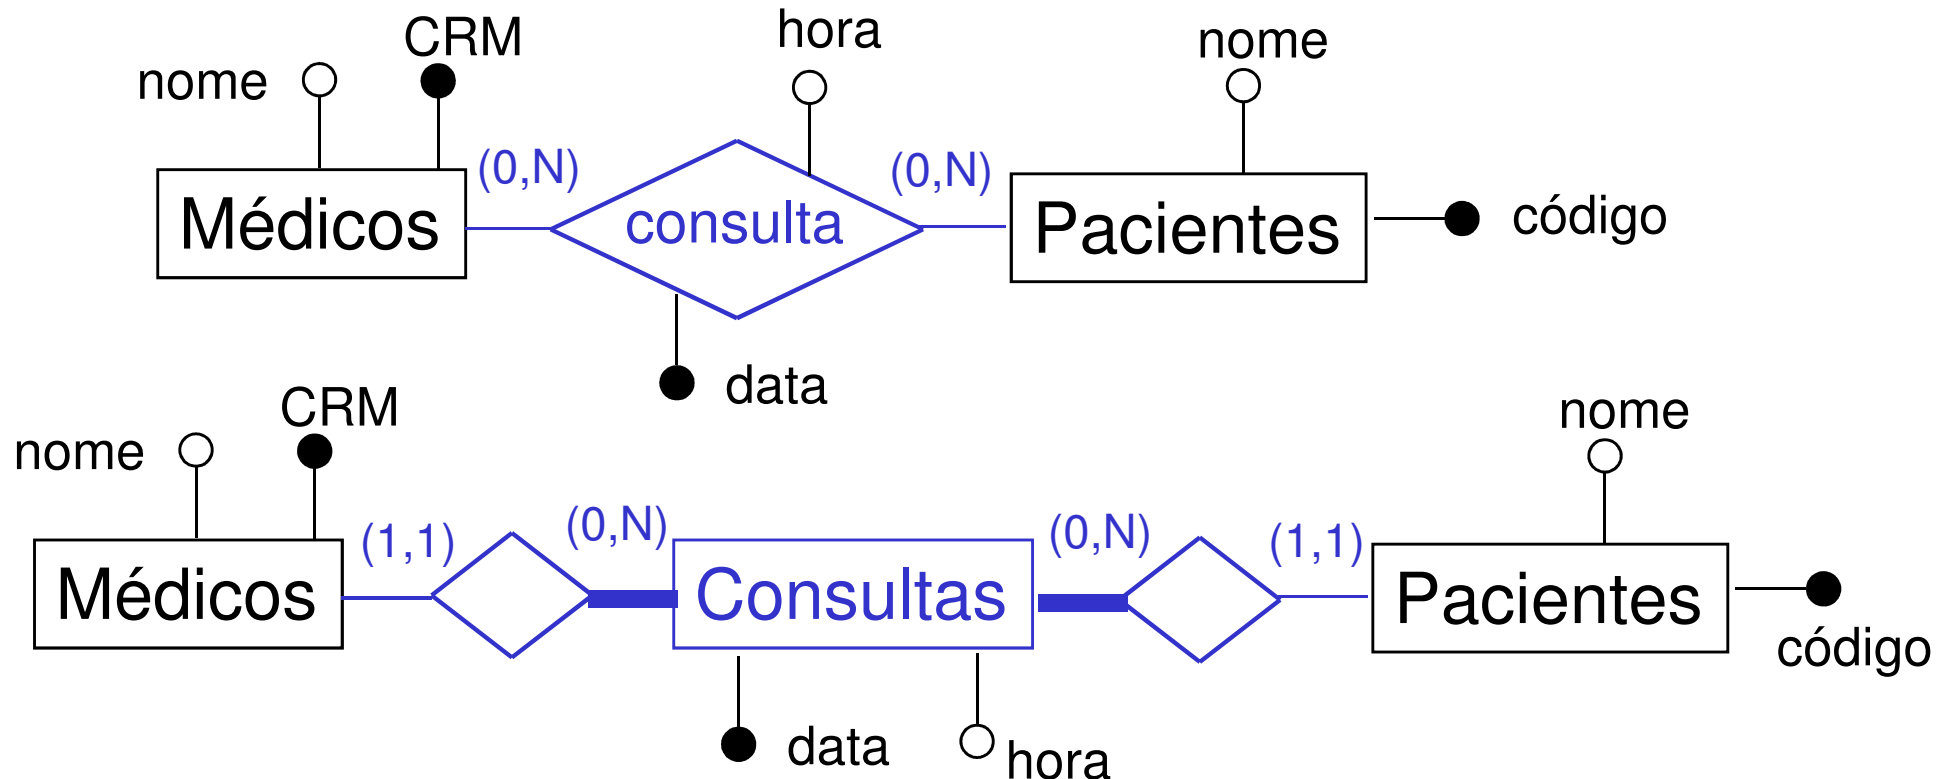 CRM
hora
nome
nome
(0,N)
(0,N)
Médicos
consulta
Pacientes
código
data
CRM
nome
nome
(1,1)
(0,N)
(0,N)
(1,1)
Médicos
Consultas
Pacientes
código
data
hora